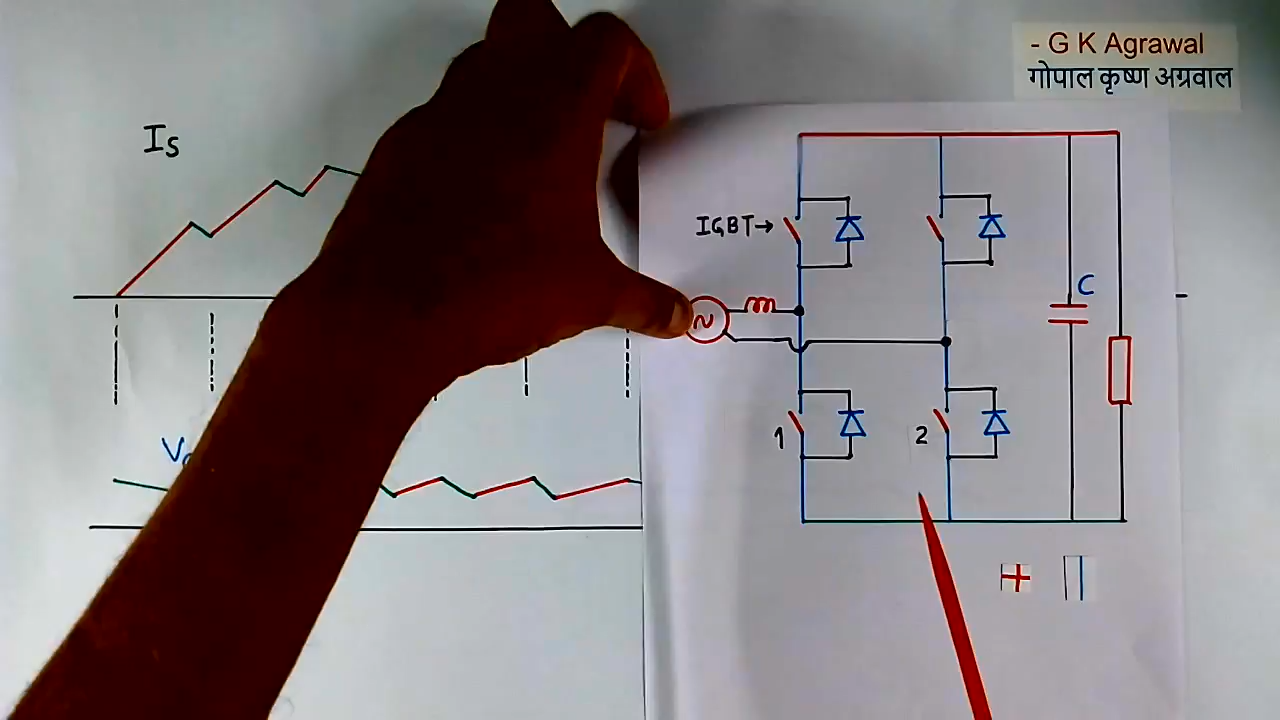 - G K Agrawal
गोपाल कृष्ण अग्रवाल
Is
IGBT→
C
1
2
+